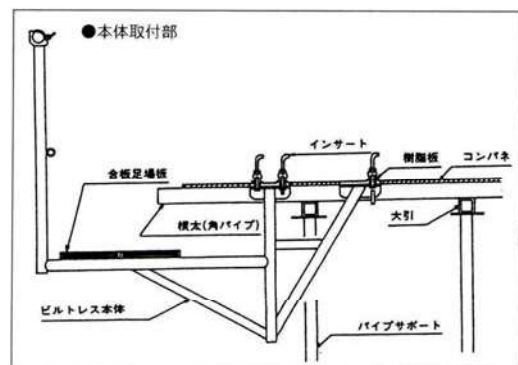 ●本体取付部
インサート
樹脂板
コンパネ
合板足場板
根太(角パイプ)
大引
ビルトレス本体
パイプサポート